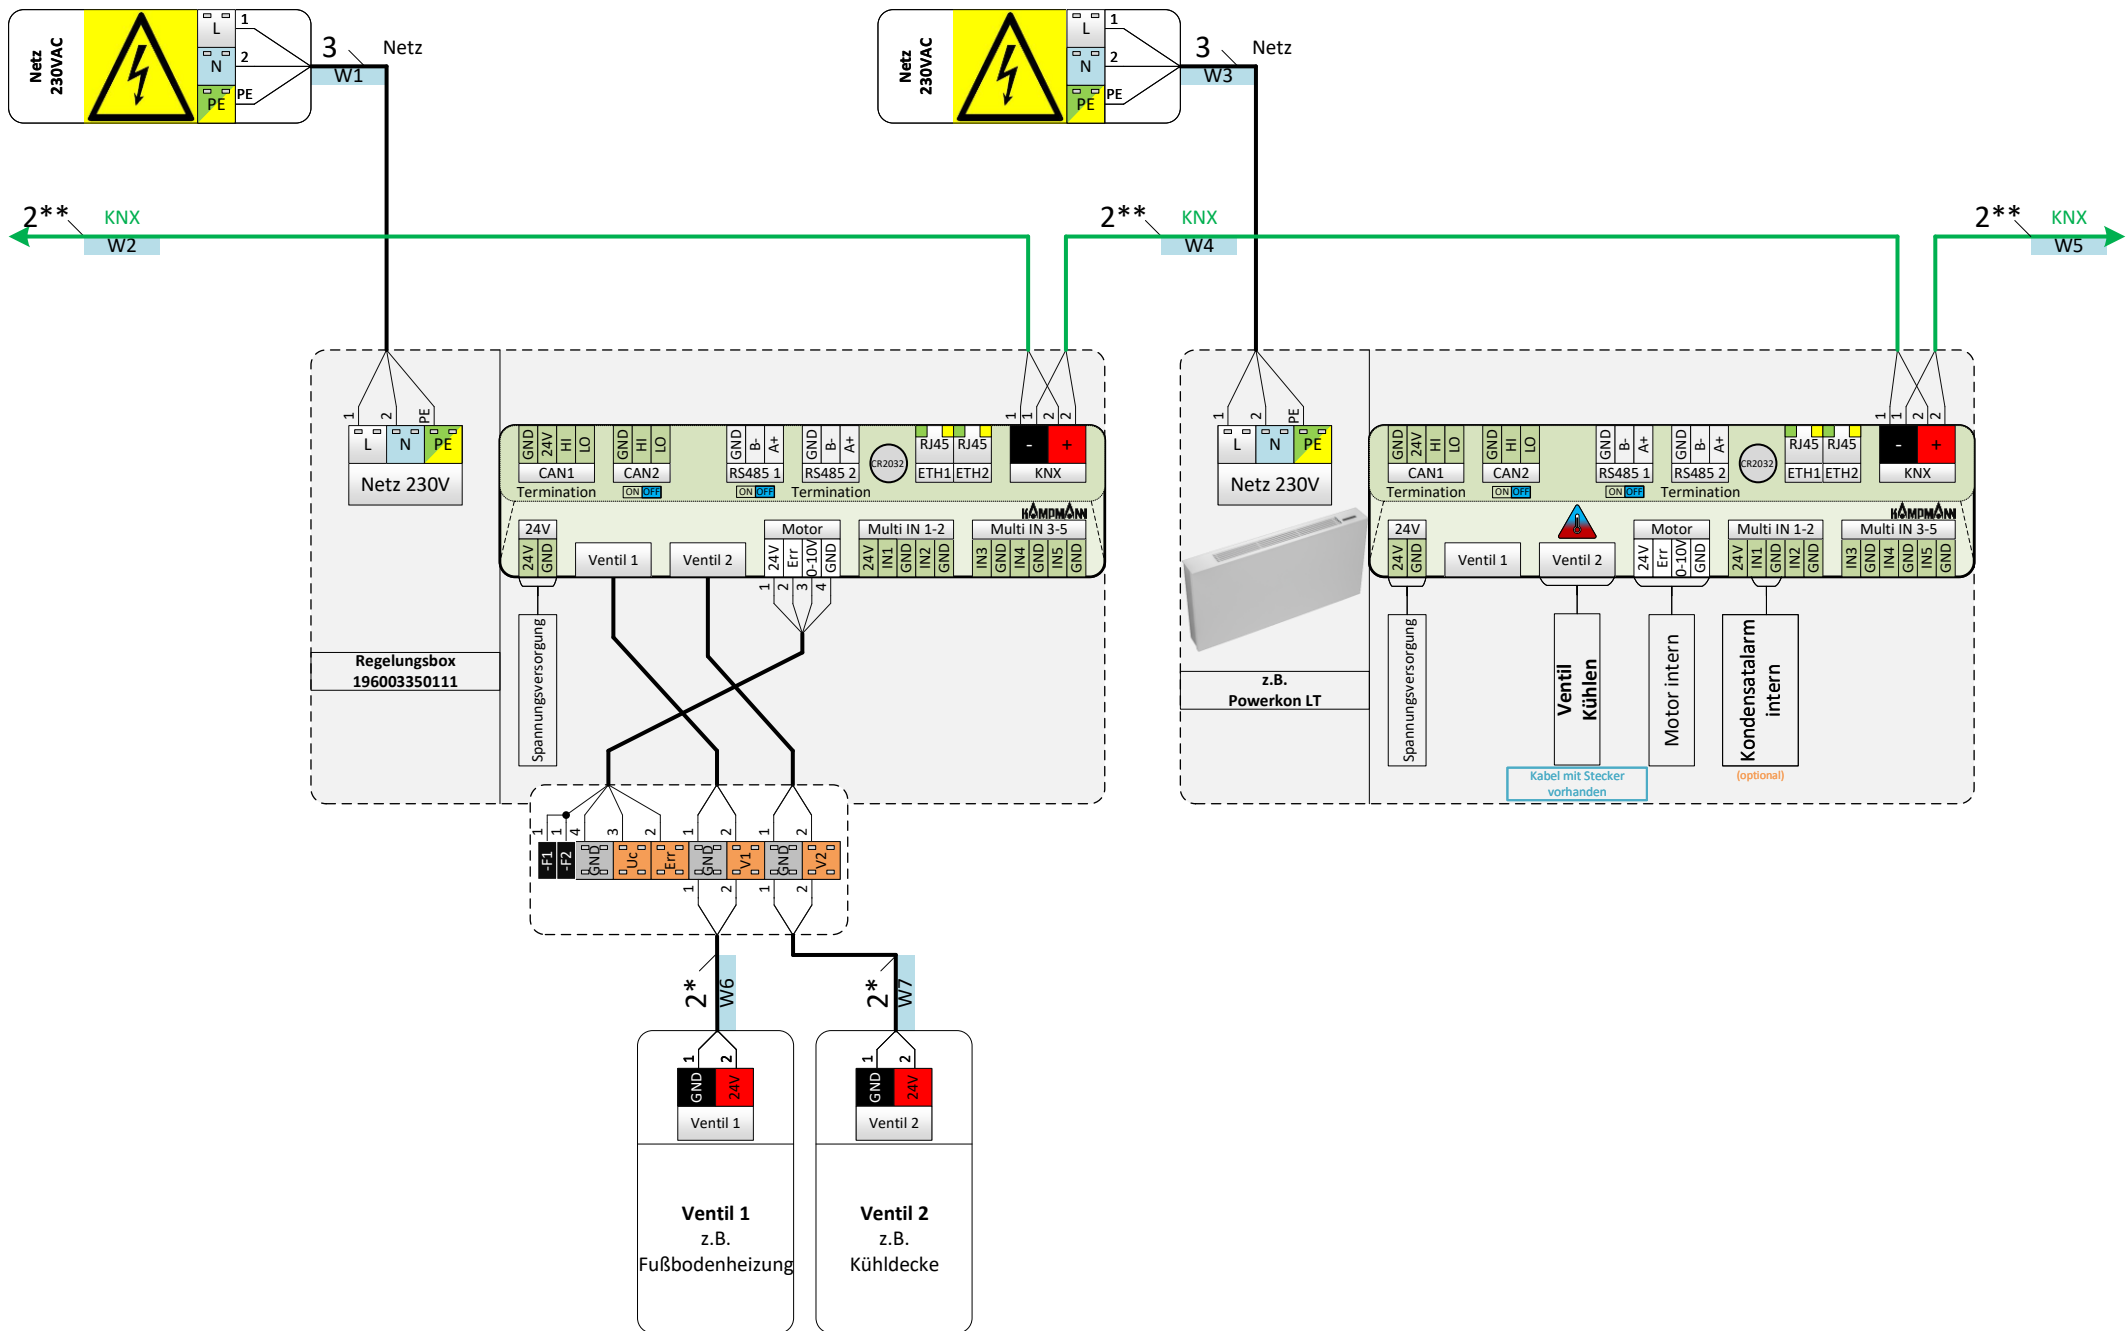 Netz
230VAC
L
N
PE
1
2
PE
3
Netz
W1
Netz
230VAC
L
N
PE
1
2
PE
3
Netz
W3
2**
KNX
W2
2**
KNX
W4
2**
KNX
W5
1
2
PE
L
N
PE
Netz 230V
Regelungsbox
196003350111
1
1
2
2
GND
24V
HI
LO
CAN1
GND
HI
LO
CAN2
GND
B-
A+
RS485 1
GND
B-
A+
RS485 2
CR2032
RJ45
RJ45
ETH1
ETH2
-
+
KNX
Termination
ON
OFF
ON
OFF
Termination
KAMPMANN
24V
24V
GND
Ventil 1
Ventil 2
Motor
24V
Err
0-10V
GND
Multi IN 1-2
24V
IN1
GND
IN2
GND
Multi IN 3-5
IN3
GND
IN4
GND
IN5
GND
1
2
3
4
Spannungsversorgung
1
1
4
3
2
1
2
1
2
-F1
-F2
GND
Uc
Err
GND
V1
GND
V2
1
2
1
2
2*
W6
2*
W7
1
2
GND
24V
Ventil 1
Ventil 1
z.B.
Fußbodenheizung
1
2
GND
24V
Ventil 2
Ventil 2
z.B.
Kühldecke
1
2
PE
L
N
PE
Netz 230V
z.B.
Powerkon LT
1
1
2
2
GND
24V
HI
LO
CAN1
GND
HI
LO
CAN2
GND
B-
A+
RS485 1
GND
B-
A+
RS485 2
CR2032
RJ45
RJ45
ETH1
ETH2
-
+
KNX
Termination
ON
OFF
ON
OFF
Termination
KAMPMANN
24V
24V
GND
Ventil 1
Ventil 2
Motor
24V
Err
0-10V
GND
Multi IN 1-2
24V
IN1
GND
IN2
GND
Multi IN 3-5
IN3
GND
IN4
GND
IN5
GND
Spannungsversorgung
Ventil
Kühlen
Kabel mit Stecker
vorhanden
Motor intern
Kondensatalarm
intern
(optional)